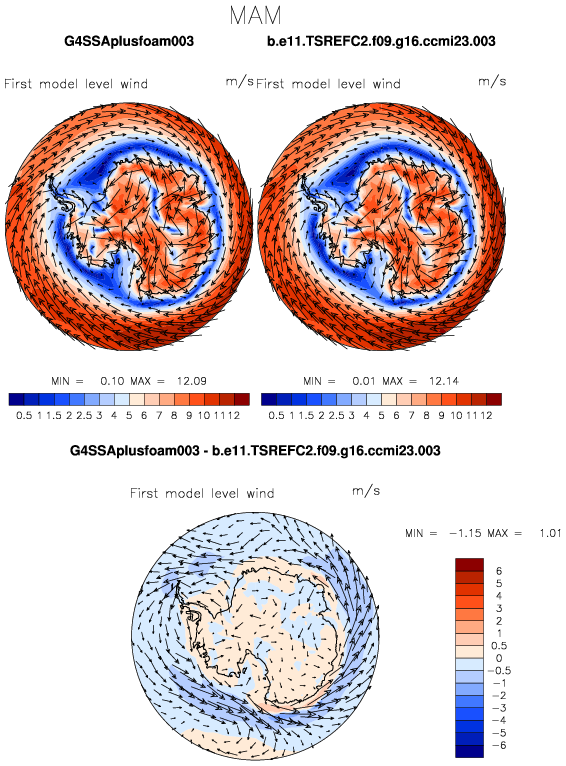 MAM
G4SSAplusfoam003 b.e11.TSREFC2.f09.g16.ccmi23.003
First model level wind m/s First model level wind m/s
MIN = 0.10 MAX = 12.09 MIN = 0.01 MAX = 12.14
0.5 1 1.5 2 2.5 3 4 5 6 7 8 9 10 11 12 0.5 1 1.5 2 2.5 3 4 5 6 7 8 9 10 11 12
G4SSAplusfoam003 - b.e11.TSREFC2.f09.g16.ccmi23.003
First model level wind m/s
MIN = -1.15 MAX = 1.01
6
5
4
3
2
1
0.5
0
-0.5
-1
-2
-3
-4
-5
-6